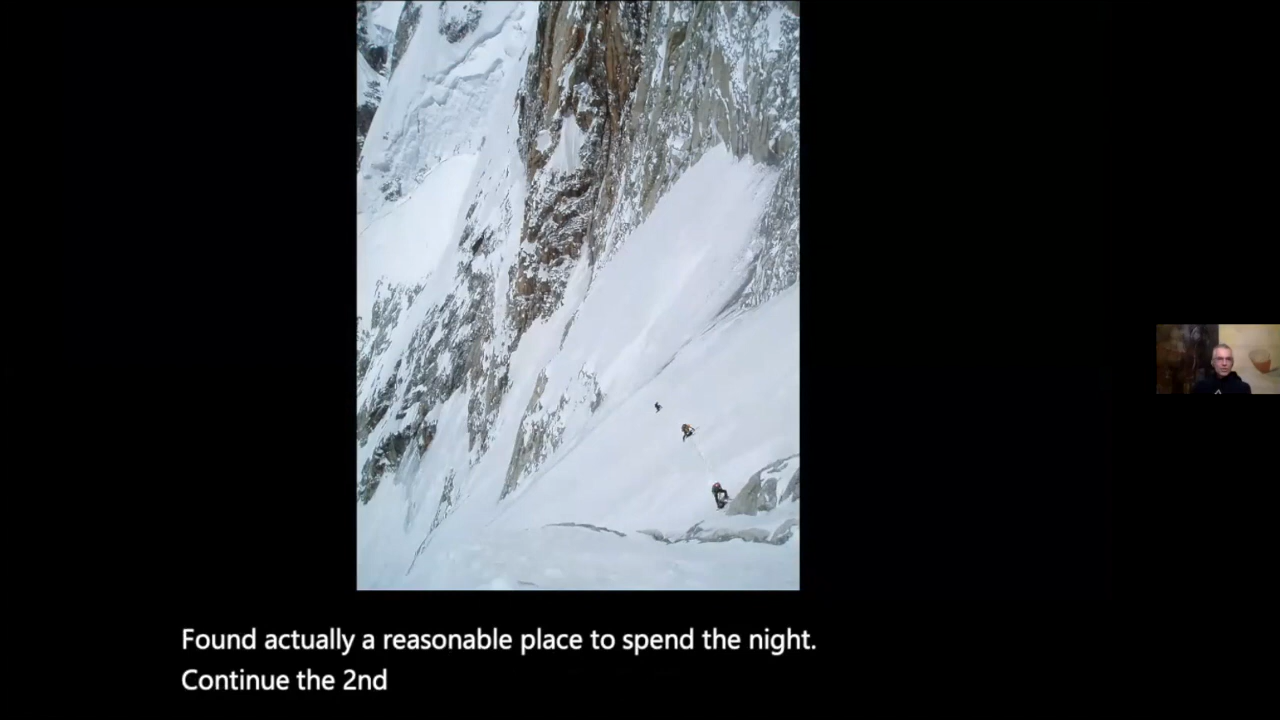 Found actually a reasonable place to spend the night.
Continue the 2nd